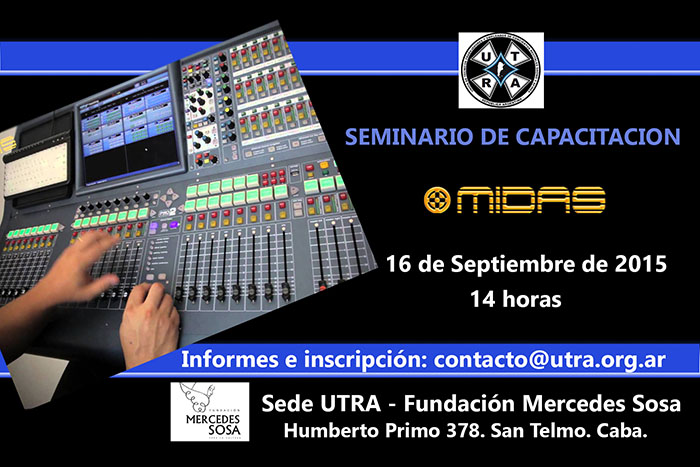 U T
R A
SEMINARIO DE CAPACITACION
MIDAS
16 de Septiembre de 2015
14 horas
Informes e inscripción: contacto@utra.org.ar
FUNDACIÓN
MERCEDES
SOSA
Sede UTRA - Fundación Mercedes Sosa
Humberto Primo 378. San Telmo. Caba.